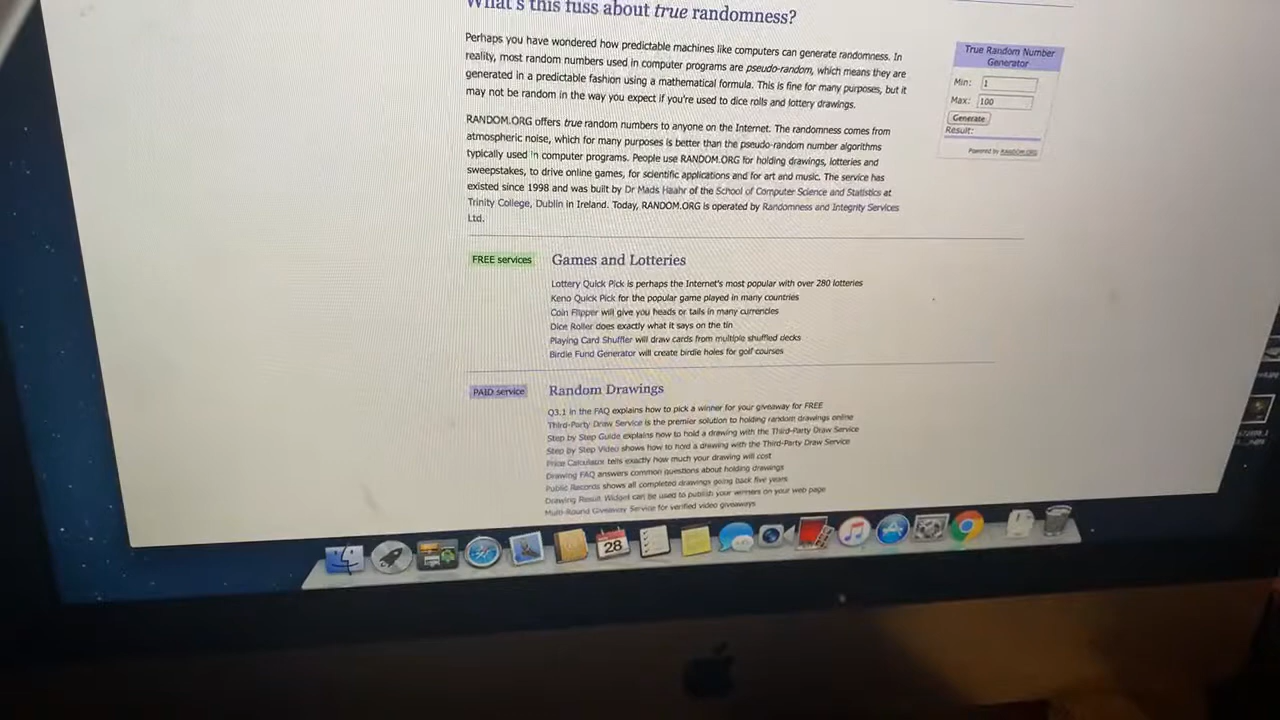 What's this fuss about true randomness?
Perhaps you have wondered how predictable machines like computers can generate randomness. In
reality, most random numbers used in computer programs are pseudo-random, which means they are
generated in a predictable fashion using a mathematical formula. This is fine for many purposes, but it
may not be random in the way you expect if you're used to dice rolls and lottery drawings.
RANDOM.ORG offers true random numbers to anyone on the Internet. The randomness comes from
atmospheric noise, which for many purposes is better than the pseudo-random number algorithms
typically used in computer programs. People use RANDOM.ORG for holding drawings, lotteries and
sweepstakes, to drive online games, for scientific applications and for art and music. The service has
existed since 1998 and was built by Dr Mads Haahr of the School of Computer Science and Statistics at
Trinity College, Dublin in Ireland. Today, RANDOM.ORG is operated by Randomness and Integrity Services
Ltd.
True Random Number
Generator
Min: 1
Max: 100
Generate
Result:
Powered by RANDOM.ORG
FREE services
Games and Lotteries
Lottery Quick Pick is perhaps the Internet's most popular with over 280 lotteries
Keno Quick Pick for the popular game played in many countries
Coin Flipper will give you heads or tails in many currencies
Dice Roller does exactly what it says on the tin
Playing Card Shuffler will draw cards from multiple shuffled decks
Birdie Fund Generator will create birdie holes for golf courses
PAID service
Random Drawings
Q3.1 in the FAQ explains how to pick a winner for your giveaway for FREE
Third-Party Draw Service is the premier solution to holding random drawings online
Step by Step Guide explains how to hold a drawing with the Third-Party Draw Service
Step by Step Video shows how to hold a drawing with the Third-Party Draw Service
Price Calculator tells exactly how much your drawing will cost
Drawing FAQ answers common questions about holding drawings
Public Records shows all completed drawings going back five years
Drawing Result Widget can be used to publish your winners on your web page
Multi-Round Giveaway Service for verified video giveaways
28